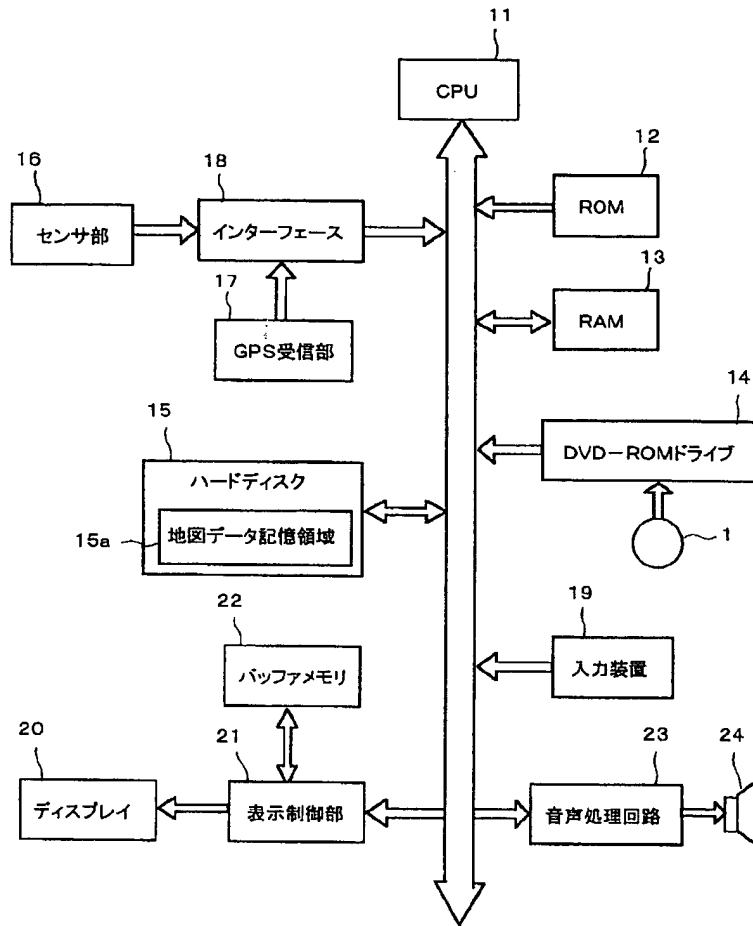 11
CPU
16
センサ部
18
インターフェース
12
ROM
17
GPS受信部
13
RAM
15
ハードディスク
15a
地図データ記憶領域
14
DVD-ROMドライブ
1
22
バッファメモリ
19
入力装置
20
ディスプレイ
21
表示制御部
23
音声処理回路
24